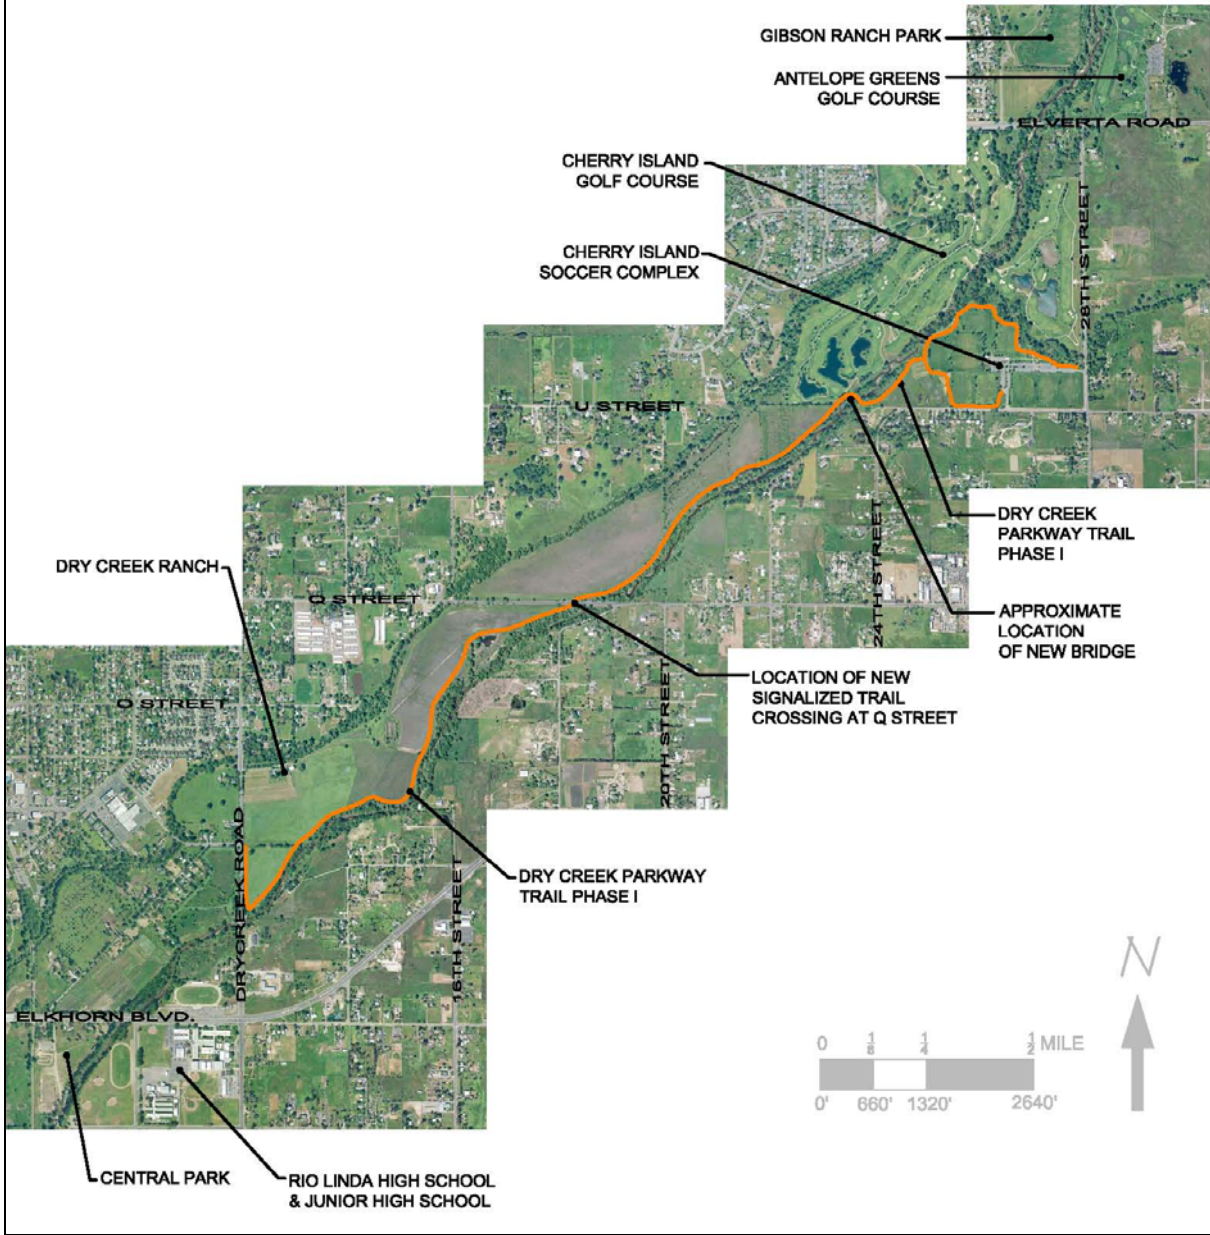 GIBSON RANCH PARK
ANTELOPE GREENS
GOLF COURSE
ELVERTA ROAD
CHERRY ISLAND
GOLF COURSE
28TH STREET
CHERRY ISLAND
SOCCER COMPLEX
U STREET
DRY CREEK
PARKWAY TRAIL
PHASE I
24TH STREET
DRY CREEK RANCH
Q STREET
APPROXIMATE
LOCATION
OF NEW BRIDGE
LOCATION OF NEW
SIGNALIZED TRAIL
CROSSING AT Q STREET
O STREET
20TH STREET
DRYCREEK ROAD
16TH STREET
DRY CREEK PARKWAY
TRAIL PHASE I
ELKHORN BLVD.
N
0 1/8 1/4 1/2 MILE
0' 660' 1320' 2640'
CENTRAL PARK
RIO LINDA HIGH SCHOOL
& JUNIOR HIGH SCHOOL